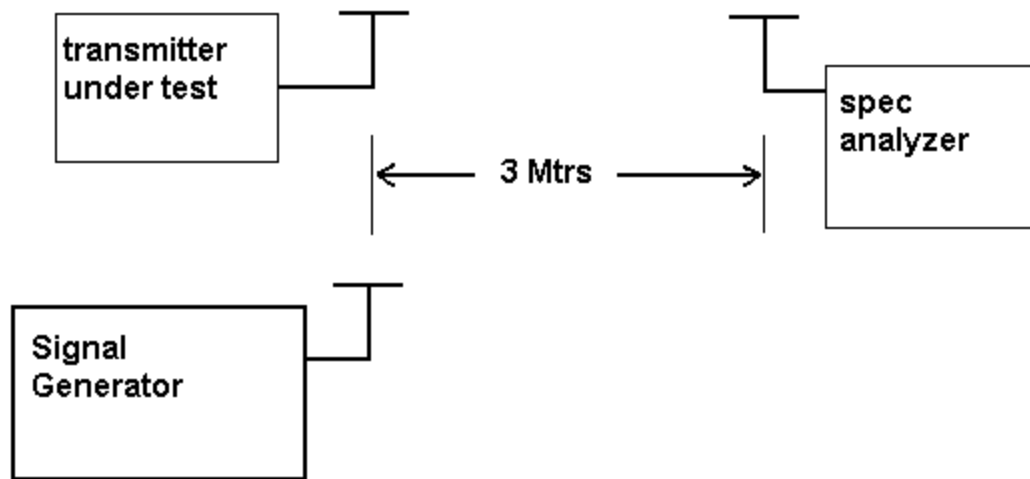 transmitter
under test
spec
analyzer
3 Mtrs
Signal
Generator